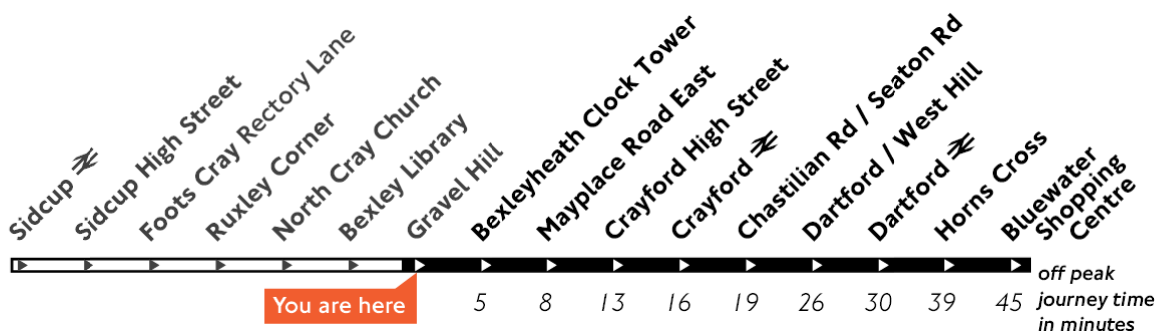 Sidcup
Sidcup High Street
Foots Cray Rectory Lane
Ruxley Corner
North Cray Church
Bexley Library
Gravel Hill
Bexleyheath Clock Tower
Mayplace Road East
Crayford High Street
Crayford
Chastilian Rd / Seaton Rd
Dartford / West Hill
Dartford
Horns Cross
Bluewater
Shopping
Centre
You are here
5 8 13 16 19 26 30 39 45
off peak
journey time
in minutes